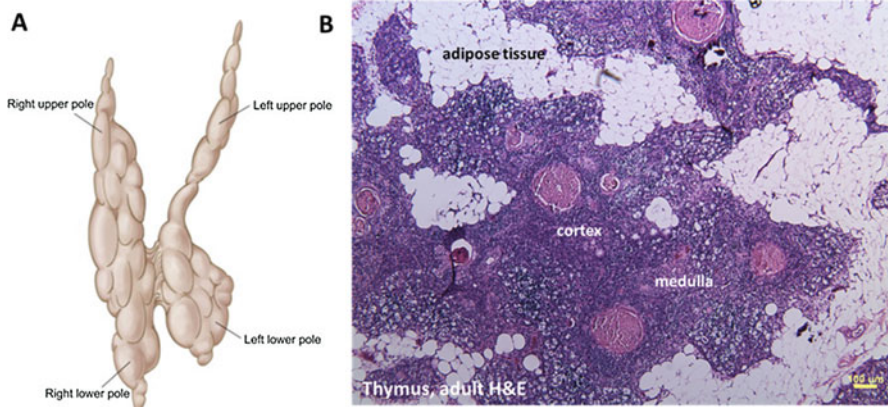 A
Right upper pole
Left upper pole
Left lower pole
Right lower pole
B
adipose tissue
cortex
medulla
Thymus, adult H&E
100 µm